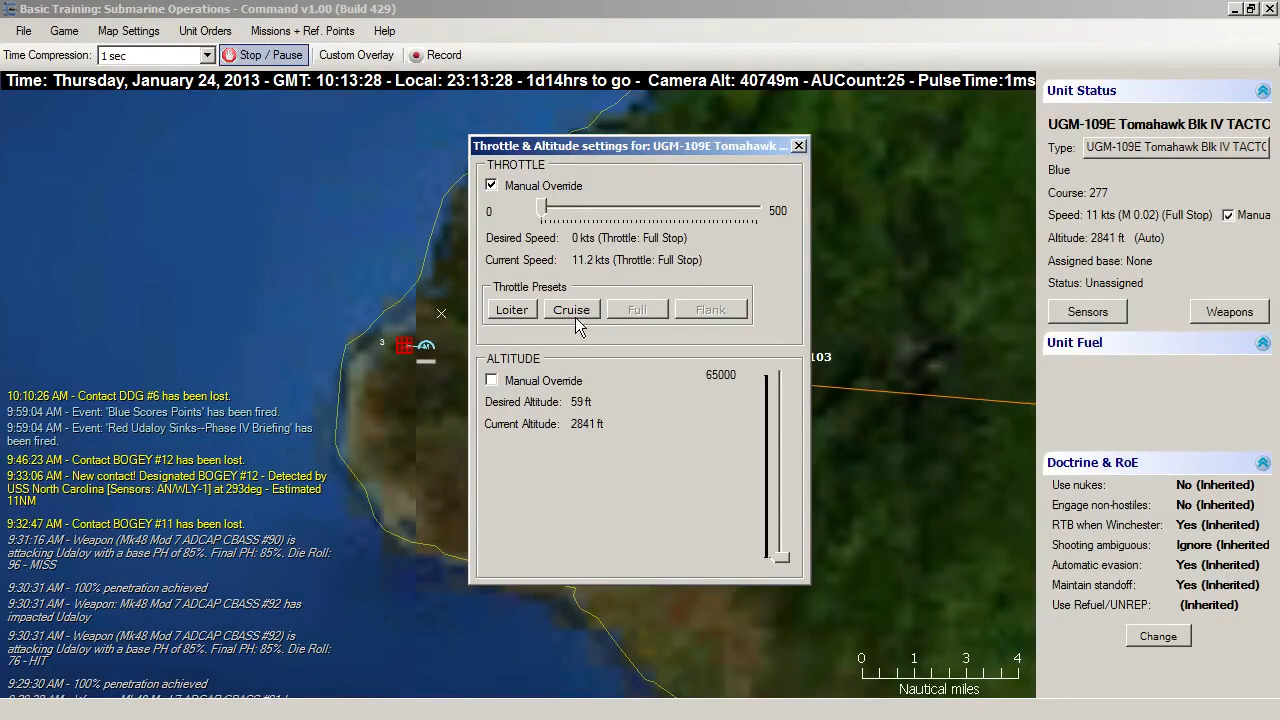 Basic Training: Submarine Operations - Command v1.00 (Build 429)
File Game Map Settings Unit Orders Missions + Ref. Points Help
Time Compression: 1 sec Stop / Pause Custom Overlay Record
Time: Thursday, January 24, 2013 - GMT: 10:13:28 - Local: 23:13:28 - 1d14hrs to go - Camera Alt: 40749m - AUCount:25 - PulseTime:1ms
Throttle & Altitude settings for: UGM-109E Tomahawk ...
THROTTLE
Manual Override
0 500
Desired Speed: 0 kts (Throttle: Full Stop)
Current Speed: 11.2 kts (Throttle: Full Stop)
Throttle Presets
Loiter Cruise Full Flank
ALTITUDE
Manual Override
65000
Desired Altitude: 59 ft
Current Altitude: 2841 ft
3
103
10:10:26 AM - Contact DDG #6 has been lost.
9:59:04 AM - Event: 'Blue Scores Points' has been fired.
9:59:04 AM - Event: 'Red Udaloy Sinks--Phase IV Briefing' has
been fired.
9:46:23 AM - Contact BOGEY #12 has been lost.
9:33:06 AM - New contact! Designated BOGEY #12 - Detected by
USS North Carolina [Sensors: AN/WLY-1] at 293deg - Estimated
11NM
9:32:47 AM - Contact BOGEY #11 has been lost.
9:31:16 AM - Weapon (Mk48 Mod 7 ADCAP CBASS #90) is
attacking Udaloy with a base PH of 85%. Final PH: 85%. Die Roll:
96 - MISS
9:30:31 AM - 100% penetration achieved
9:30:31 AM - Weapon: Mk48 Mod 7 ADCAP CBASS #92 has
impacted Udaloy
9:30:31 AM - Weapon (Mk48 Mod 7 ADCAP CBASS #92) is
attacking Udaloy with a base PH of 85%. Final PH: 85%. Die Roll:
76 - HIT
9:29:30 AM - 100% penetration achieved
0 1 3 4
Nautical miles
Unit Status
UGM-109E Tomahawk Blk IV TACTO
Type: UGM-109E Tomahawk Blk IV TACTO
Blue
Course: 277
Speed: 11 kts (M 0.02) (Full Stop) Manua
Altitude: 2841 ft (Auto)
Assigned base: None
Status: Unassigned
Sensors Weapons
Unit Fuel
Doctrine & RoE
Use nukes: No (Inherited)
Engage non-hostiles: No (Inherited)
RTB when Winchester: Yes (Inherited)
Shooting ambiguous: Ignore (Inherited
Automatic evasion: Yes (Inherited)
Maintain standoff: Yes (Inherited)
Use Refuel/UNREP: (Inherited)
Change